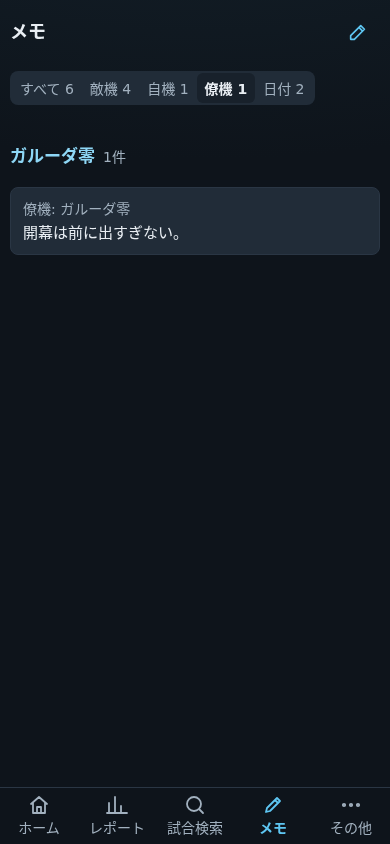 メモ
すべて 6 敵機 4 自機 1 僚機 1 日付 2
ガルーダ零 1件
僚機: ガルーダ零
開幕は前に出すぎない。
ホーム レポート 試合検索 メモ その他